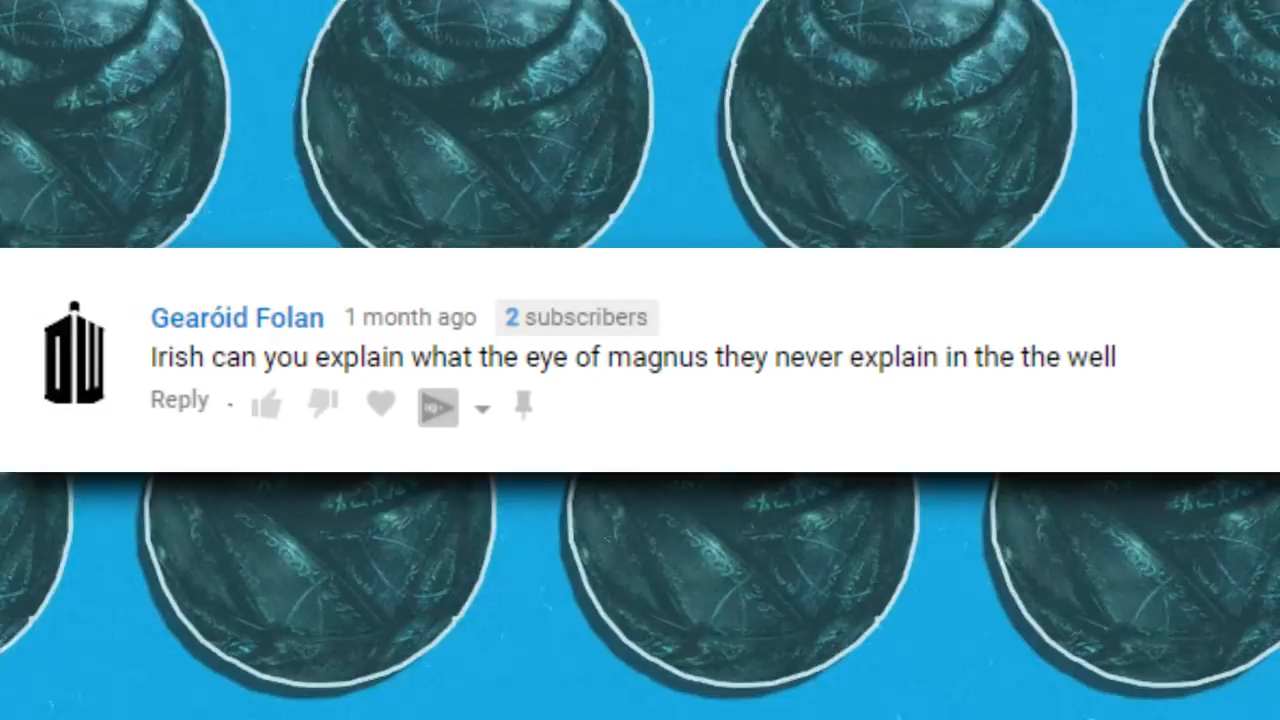 DW
Gearóid Folan 1 month ago 2 subscribers
Irish can you explain what the eye of magnus they never explain in the the well
Reply